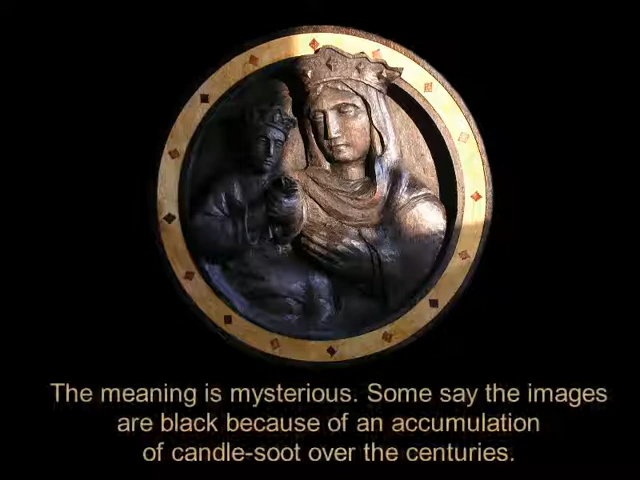 The meaning is mysterious. Some say the images
are black because of an accumulation
of candle-soot over the centuries.